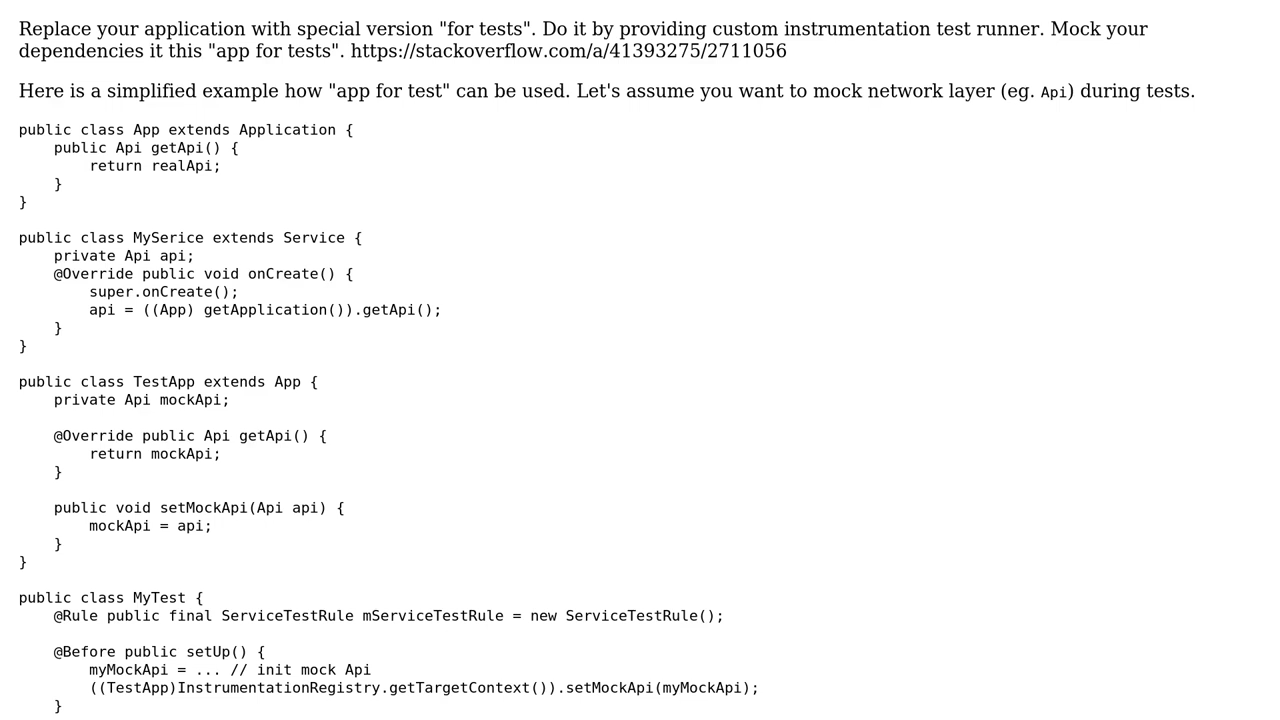 Replace your application with special version "for tests". Do it by providing custom instrumentation test runner. Mock your
dependencies it this "app for tests". https://stackoverflow.com/a/41393275/2711056
Here is a simplified example how "app for test" can be used. Let's assume you want to mock network layer (eg. Api) during tests.
public class App extends Application {
    public Api getApi() {
        return realApi;
    }
}
public class MySerice extends Service {
    private Api api;
    @Override public void onCreate() {
        super.onCreate();
        api = ((App) getApplication()).getApi();
    }
}
public class TestApp extends App {
    private Api mockApi;
    @Override public Api getApi() {
        return mockApi;
    }
    public void setMockApi(Api api) {
        mockApi = api;
    }
}
public class MyTest {
    @Rule public final ServiceTestRule mServiceTestRule = new ServiceTestRule();
    @Before public setUp() {
        myMockApi = ... // init mock Api
        ((TestApp)InstrumentationRegistry.getTargetContext()).setMockApi(myMockApi);
    }